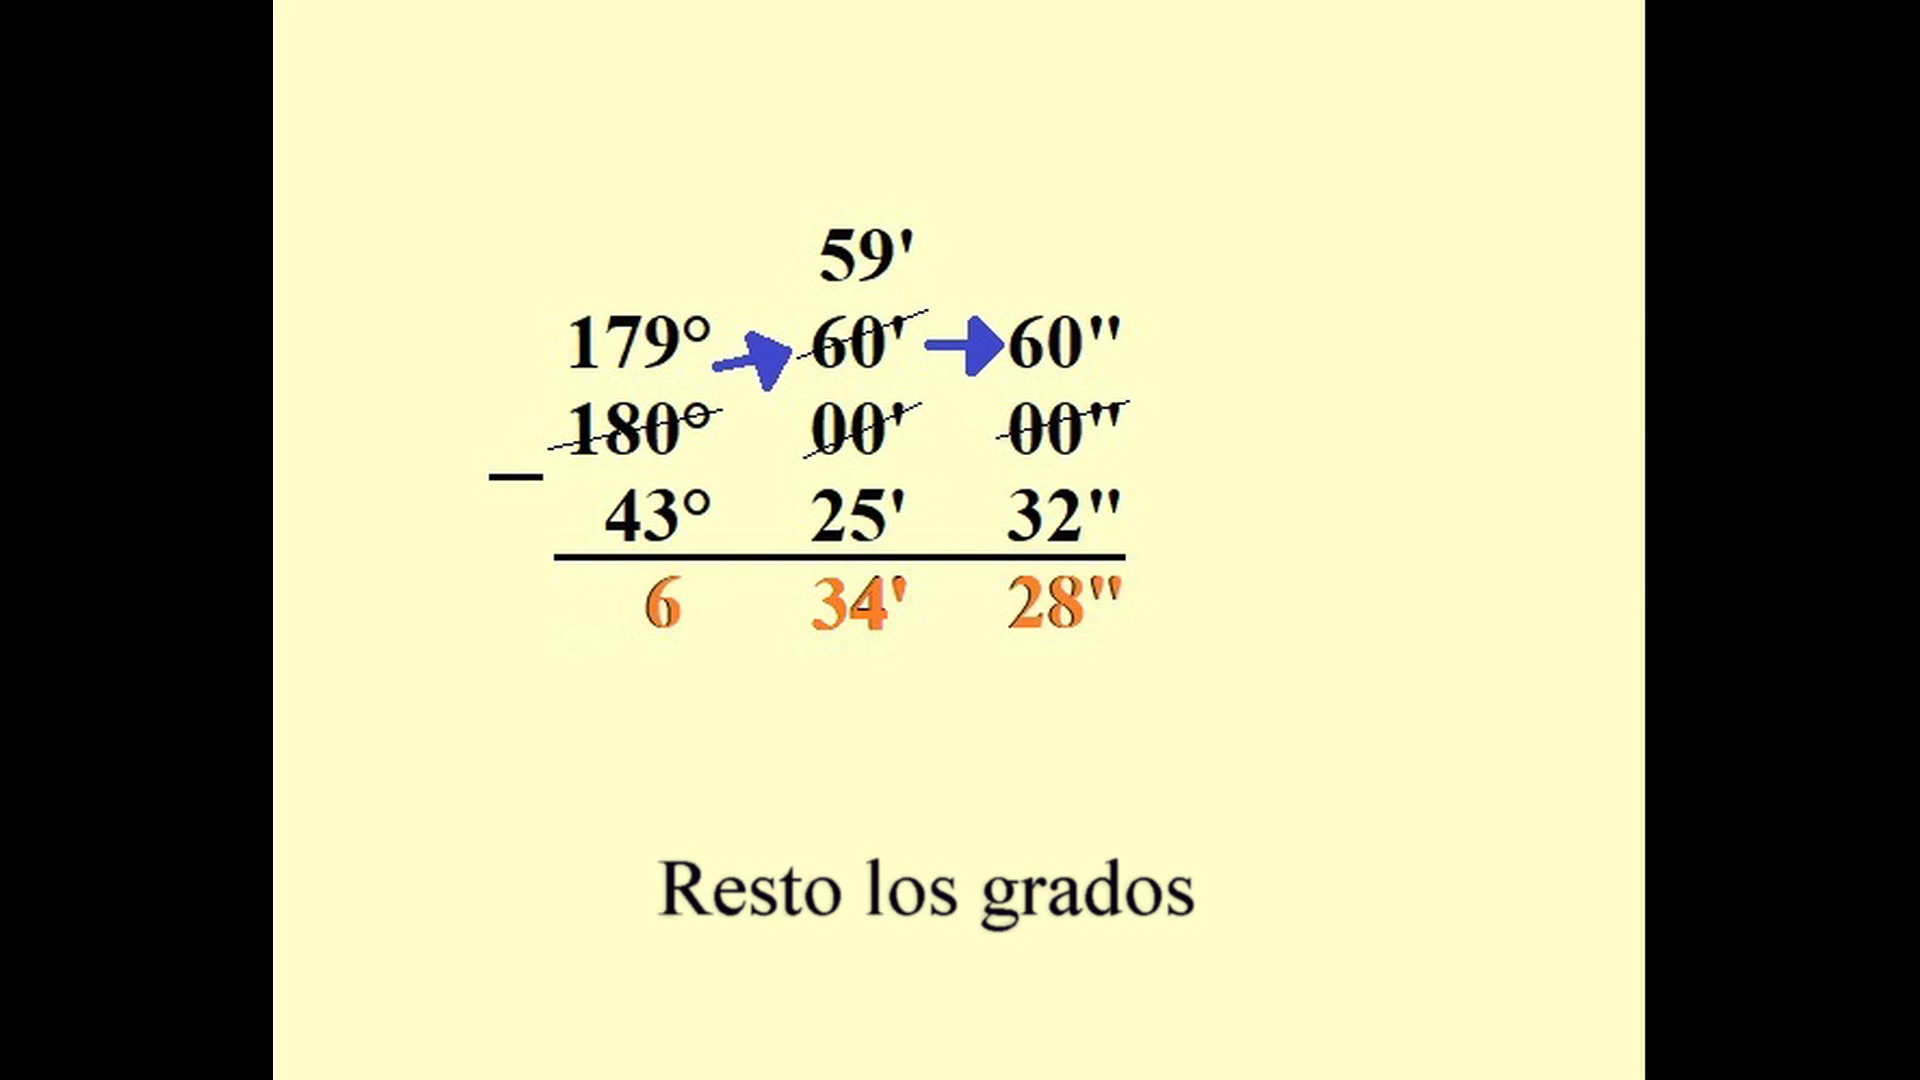 59'
179° 60' 60"
180° 00' 00"
43° 25' 32"
6 34' 28"
Resto los grados